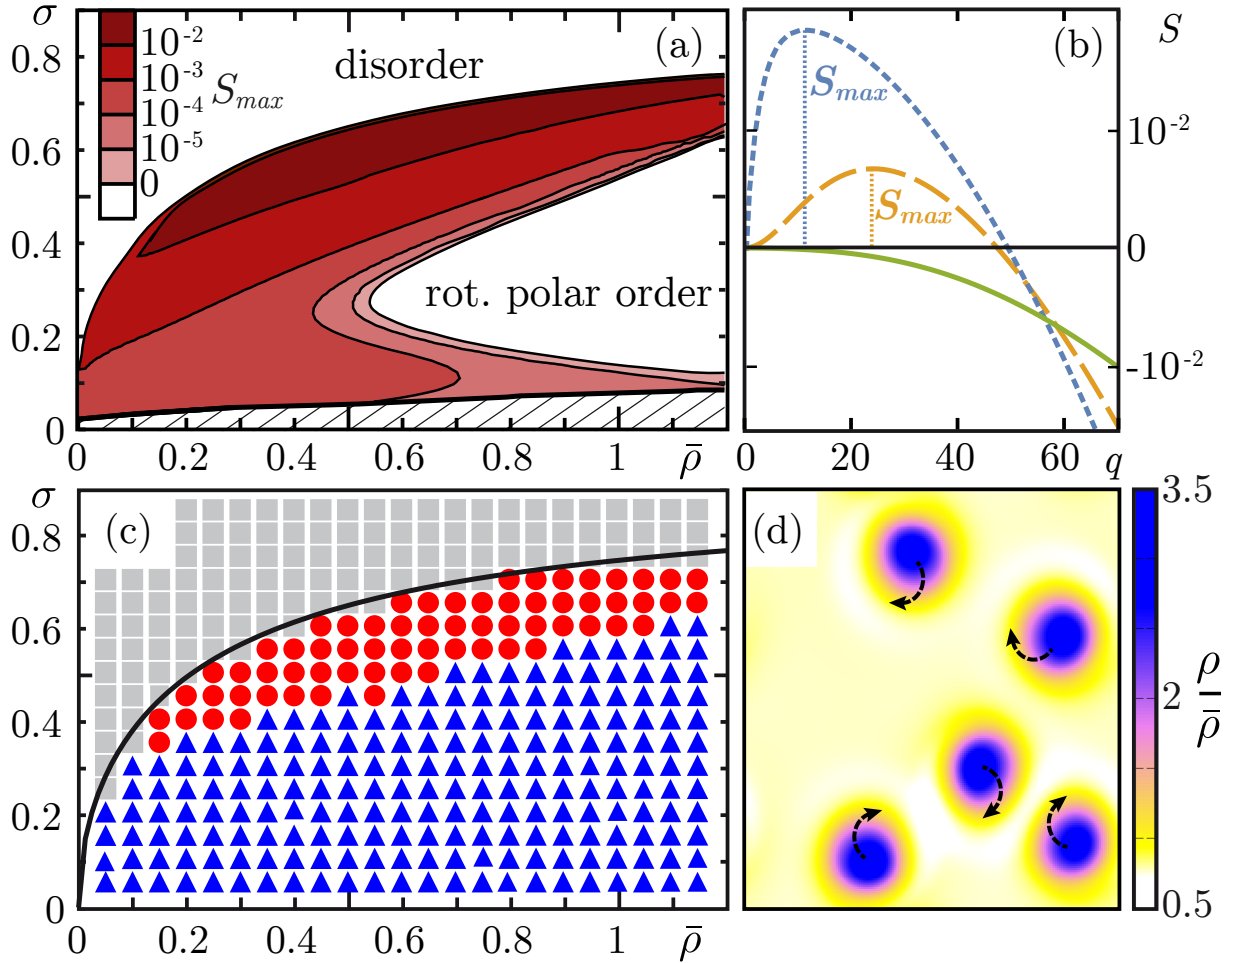 σ
(a)
disorder
10⁻²
10⁻³
10⁻⁴
10⁻⁵
0
S_max
rot. polar order
0.8
0.6
0.4
0.2
0
0 0.2 0.4 0.6 0.8 1 ρ̄
(b)
S
S_max
S_max
10⁻²
0
-10⁻²
0 20 40 60 q
σ
(c)
0.8
0.6
0.4
0.2
0
0 0.2 0.4 0.6 0.8 1 ρ̄
(d)
3.5
2
0.5
ρ
ρ̄